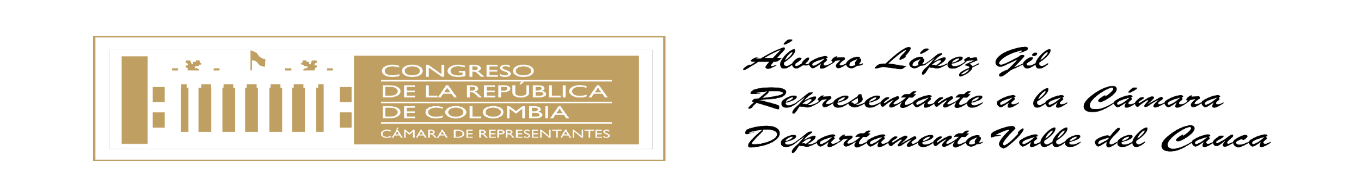 CONGRESO
DE LA REPÚBLICA
DE COLOMBIA
CÁMARA DE REPRESENTANTES
Álvaro López Gil
Representante a la Cámara
Departamento Valle del Cauca